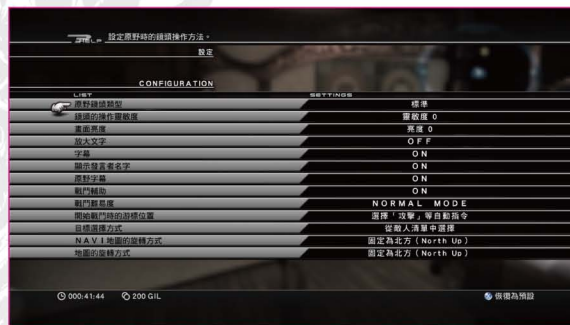 HELP 設定原野時的鏡頭操作方法。
設定
CONFIGURATION
LIST SETTINGS
原野鏡頭類型 標準
鏡頭的操作靈敏度 靈敏度 0
畫面亮度 亮度 0
放大文字 OFF
字幕 ON
顯示發言者名字 ON
原野字幕 ON
戰鬥輔助 ON
戰鬥難易度 NORMAL MODE
開始戰鬥時的游標位置 選擇「攻擊」等自動指令
目標選擇方式 從敵人清單中選擇
NAVI地圖的旋轉方式 固定為北方（North Up）
地圖的旋轉方式 固定為北方（North Up）
000:41:44 200 GIL 恢復為預設